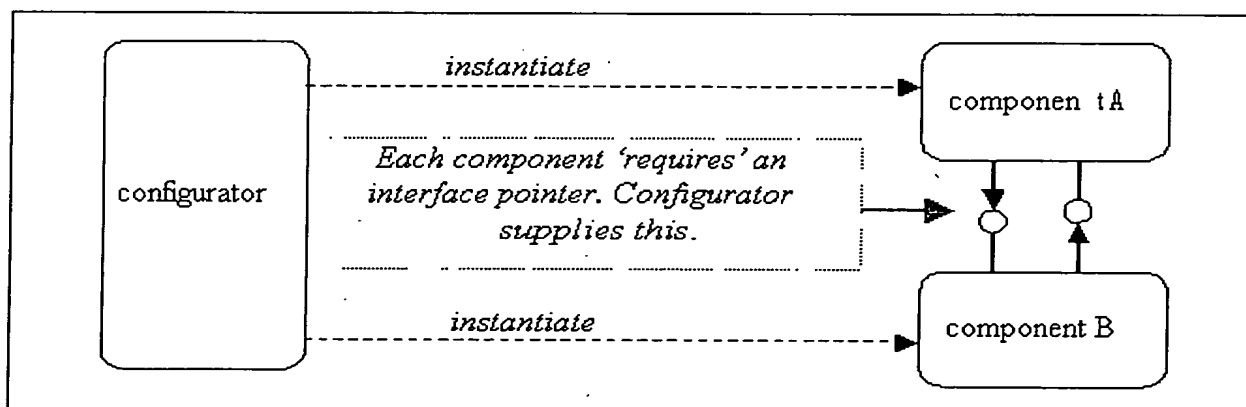 instantiate
componen tA
Each component ‘requires’ an
interface pointer. Configurator
supplies this.
configurator
instantiate
component B